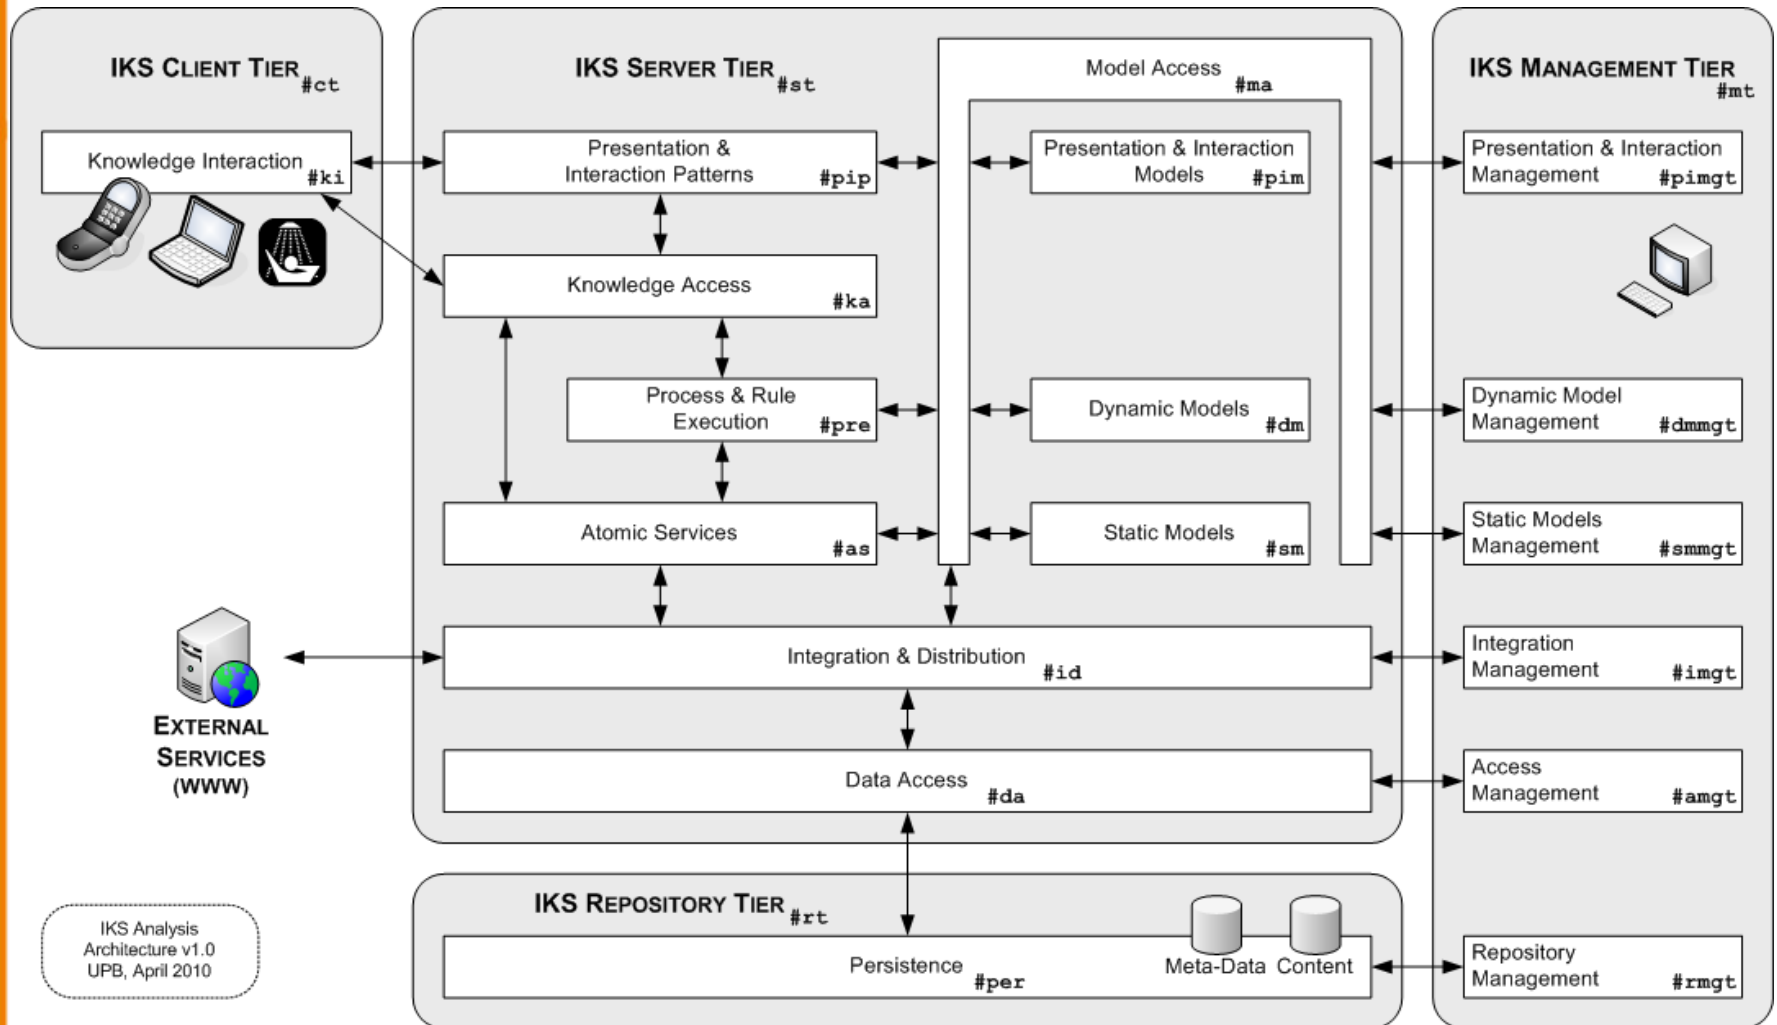 IKS CLIENT TIER #ct
Knowledge Interaction
#ki
IKS SERVER TIER #st
Model Access
#ma
Presentation &
Interaction Patterns
#pip
Presentation & Interaction
Models
#pim
Knowledge Access
#ka
Process & Rule
Execution
#pre
Dynamic Models
#dm
Atomic Services
#as
Static Models
#sm
Integration & Distribution
#id
Data Access
#da
IKS MANAGEMENT TIER
#mt
Presentation & Interaction
Management #pimgt
Dynamic Model
Management #dmmgt
Static Models
Management #smmgt
Integration
Management #imgt
Access
Management #amgt
Repository
Management #rmgt
EXTERNAL
SERVICES
(WWW)
IKS REPOSITORY TIER #rt
Persistence
#per
Meta-Data Content
IKS Analysis
Architecture v1.0
UPB, April 2010